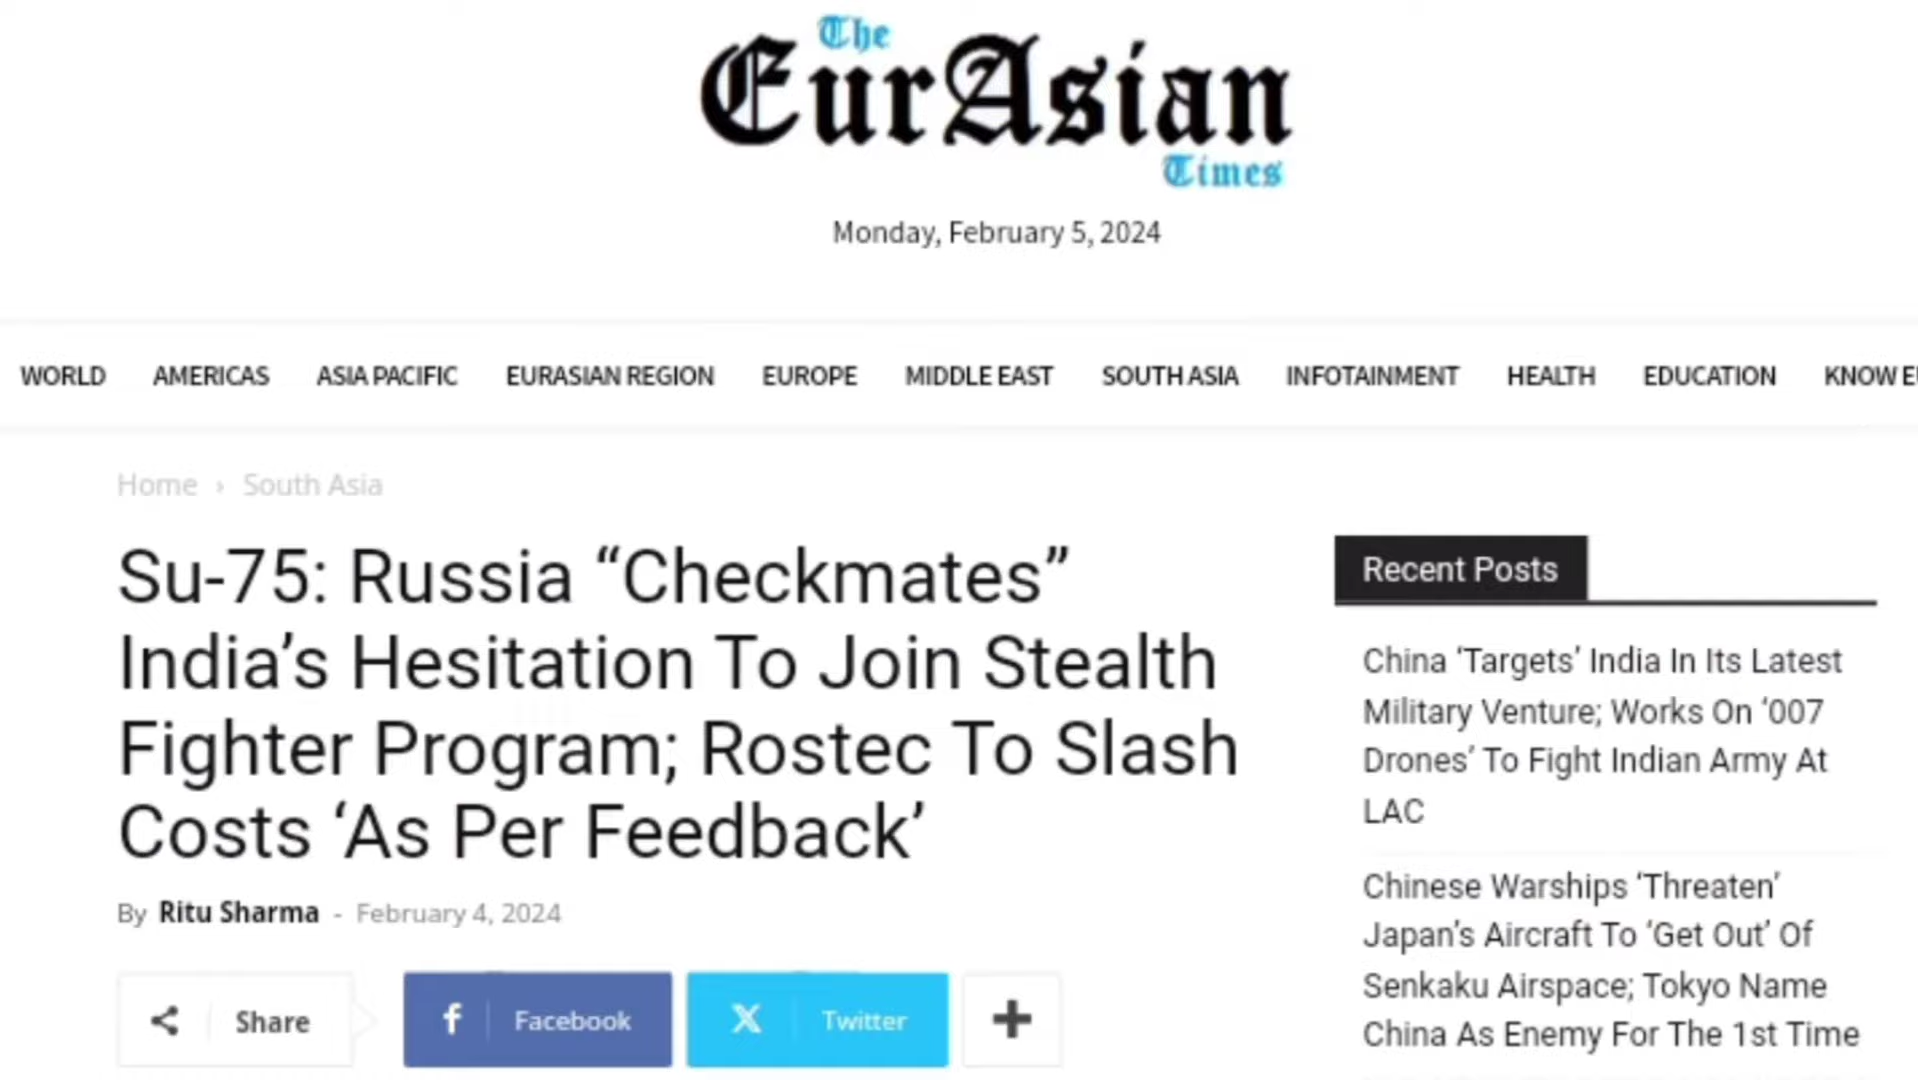 The
EurAsian
Times
Monday, February 5, 2024
WORLD AMERICAS ASIA PACIFIC EURASIAN REGION EUROPE MIDDLE EAST SOUTH ASIA INFOTAINMENT HEALTH EDUCATION KNOW
Home › South Asia
Su-75: Russia “Checkmates”
India’s Hesitation To Join Stealth
Fighter Program; Rostec To Slash
Costs ‘As Per Feedback’
By Ritu Sharma - February 4, 2024
Share
Facebook
Twitter
Recent Posts
China ‘Targets’ India In Its Latest
Military Venture; Works On ‘007
Drones’ To Fight Indian Army At
LAC
Chinese Warships ‘Threaten’
Japan’s Aircraft To ‘Get Out’ Of
Senkaku Airspace; Tokyo Name
China As Enemy For The 1st Time